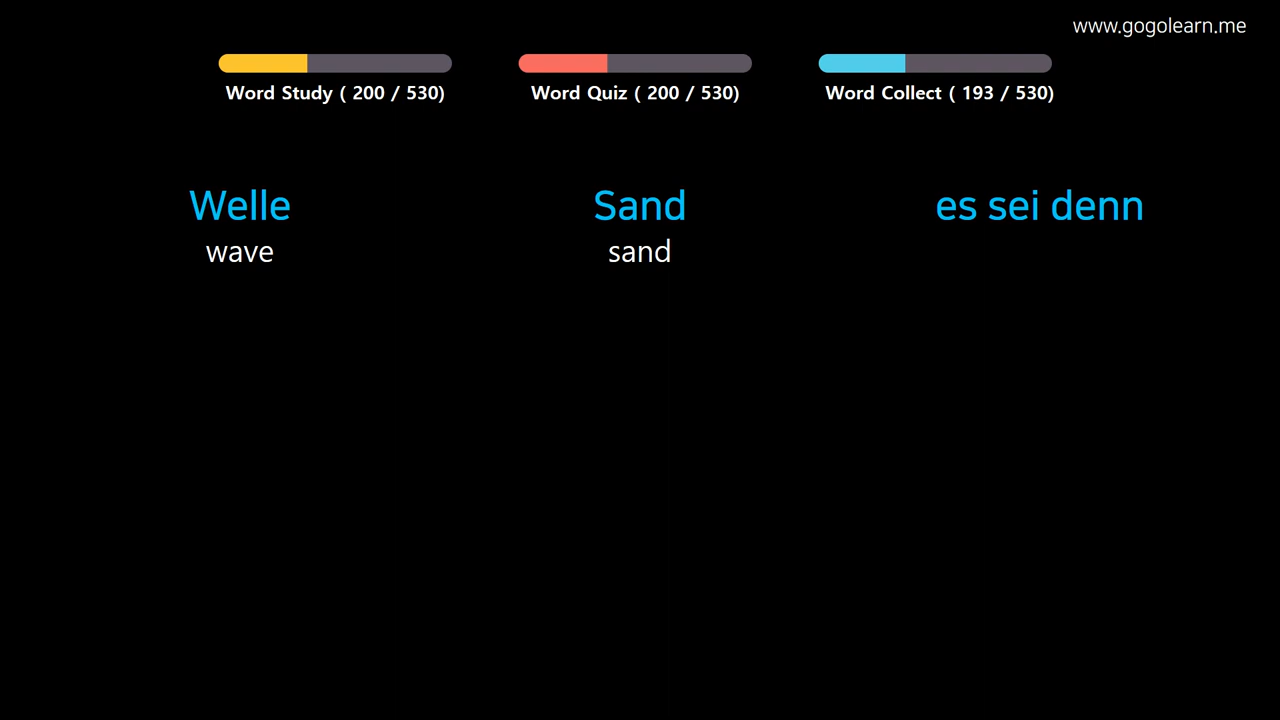 www.gogolearn.me
Word Study ( 200 / 530)
Word Quiz ( 200 / 530)
Word Collect ( 193 / 530)
Welle
wave
Sand
sand
es sei denn